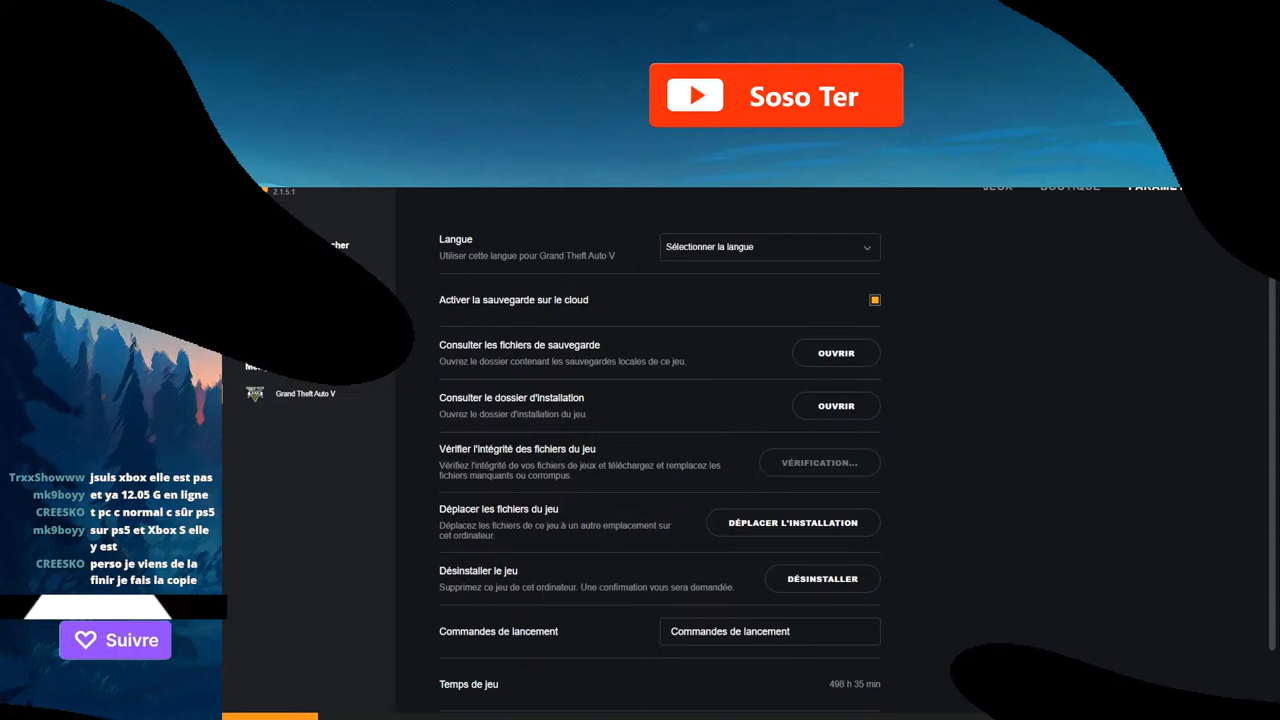 Soso Ter
2.1.5.1
JEUX BOUTIQUE
Langue
Utiliser cette langue pour Grand Theft Auto V
Sélectionner la langue
Activer la sauvegarde sur le cloud
Consulter les fichiers de sauvegarde
Ouvrez le dossier contenant les sauvegardes locales de ce jeu.
OUVRIR
Grand Theft Auto V
Consulter le dossier d'installation
Ouvrez le dossier d'installation du jeu.
OUVRIR
Vérifier l'intégrité des fichiers du jeu
Vérifiez l'intégrité de vos fichiers de jeux et téléchargez et remplacez les
fichiers manquants ou corrompus.
VÉRIFICATION...
Déplacer les fichiers du jeu
Déplacez les fichiers de ce jeu à un autre emplacement sur
cet ordinateur.
DÉPLACER L'INSTALLATION
Désinstaller le jeu
Supprimez ce jeu de cet ordinateur. Une confirmation vous sera demandée.
DÉSINSTALLER
Commandes de lancement
Commandes de lancement
Temps de jeu
498 h 35 min
TrxxShowww jsuis xbox elle est pas
mk9boyy et ya 12.05 G en ligne
CREESKO t pc c normal c sûr ps5
mk9boyy sur ps5 et Xbox S elle
y est
CREESKO perso je viens de la
finir je fais la copie
Suivre